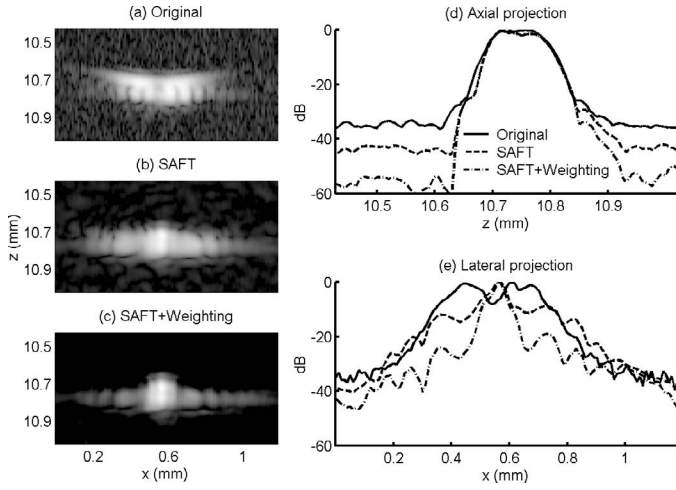 (a) Original
10.5
10.7
10.9
(b) SAFT
10.5
10.7
10.9
z (mm)
(c) SAFT+Weighting
10.5
10.7
10.9
0.2 0.6 1
x (mm)
(d) Axial projection
0
-20
-40
-60
dB
Original
SAFT
SAFT+Weighting
10.5 10.6 10.7 10.8 10.9
z (mm)
(e) Lateral projection
0
-20
-40
-60
dB
0.2 0.4 0.6 0.8 1
x (mm)